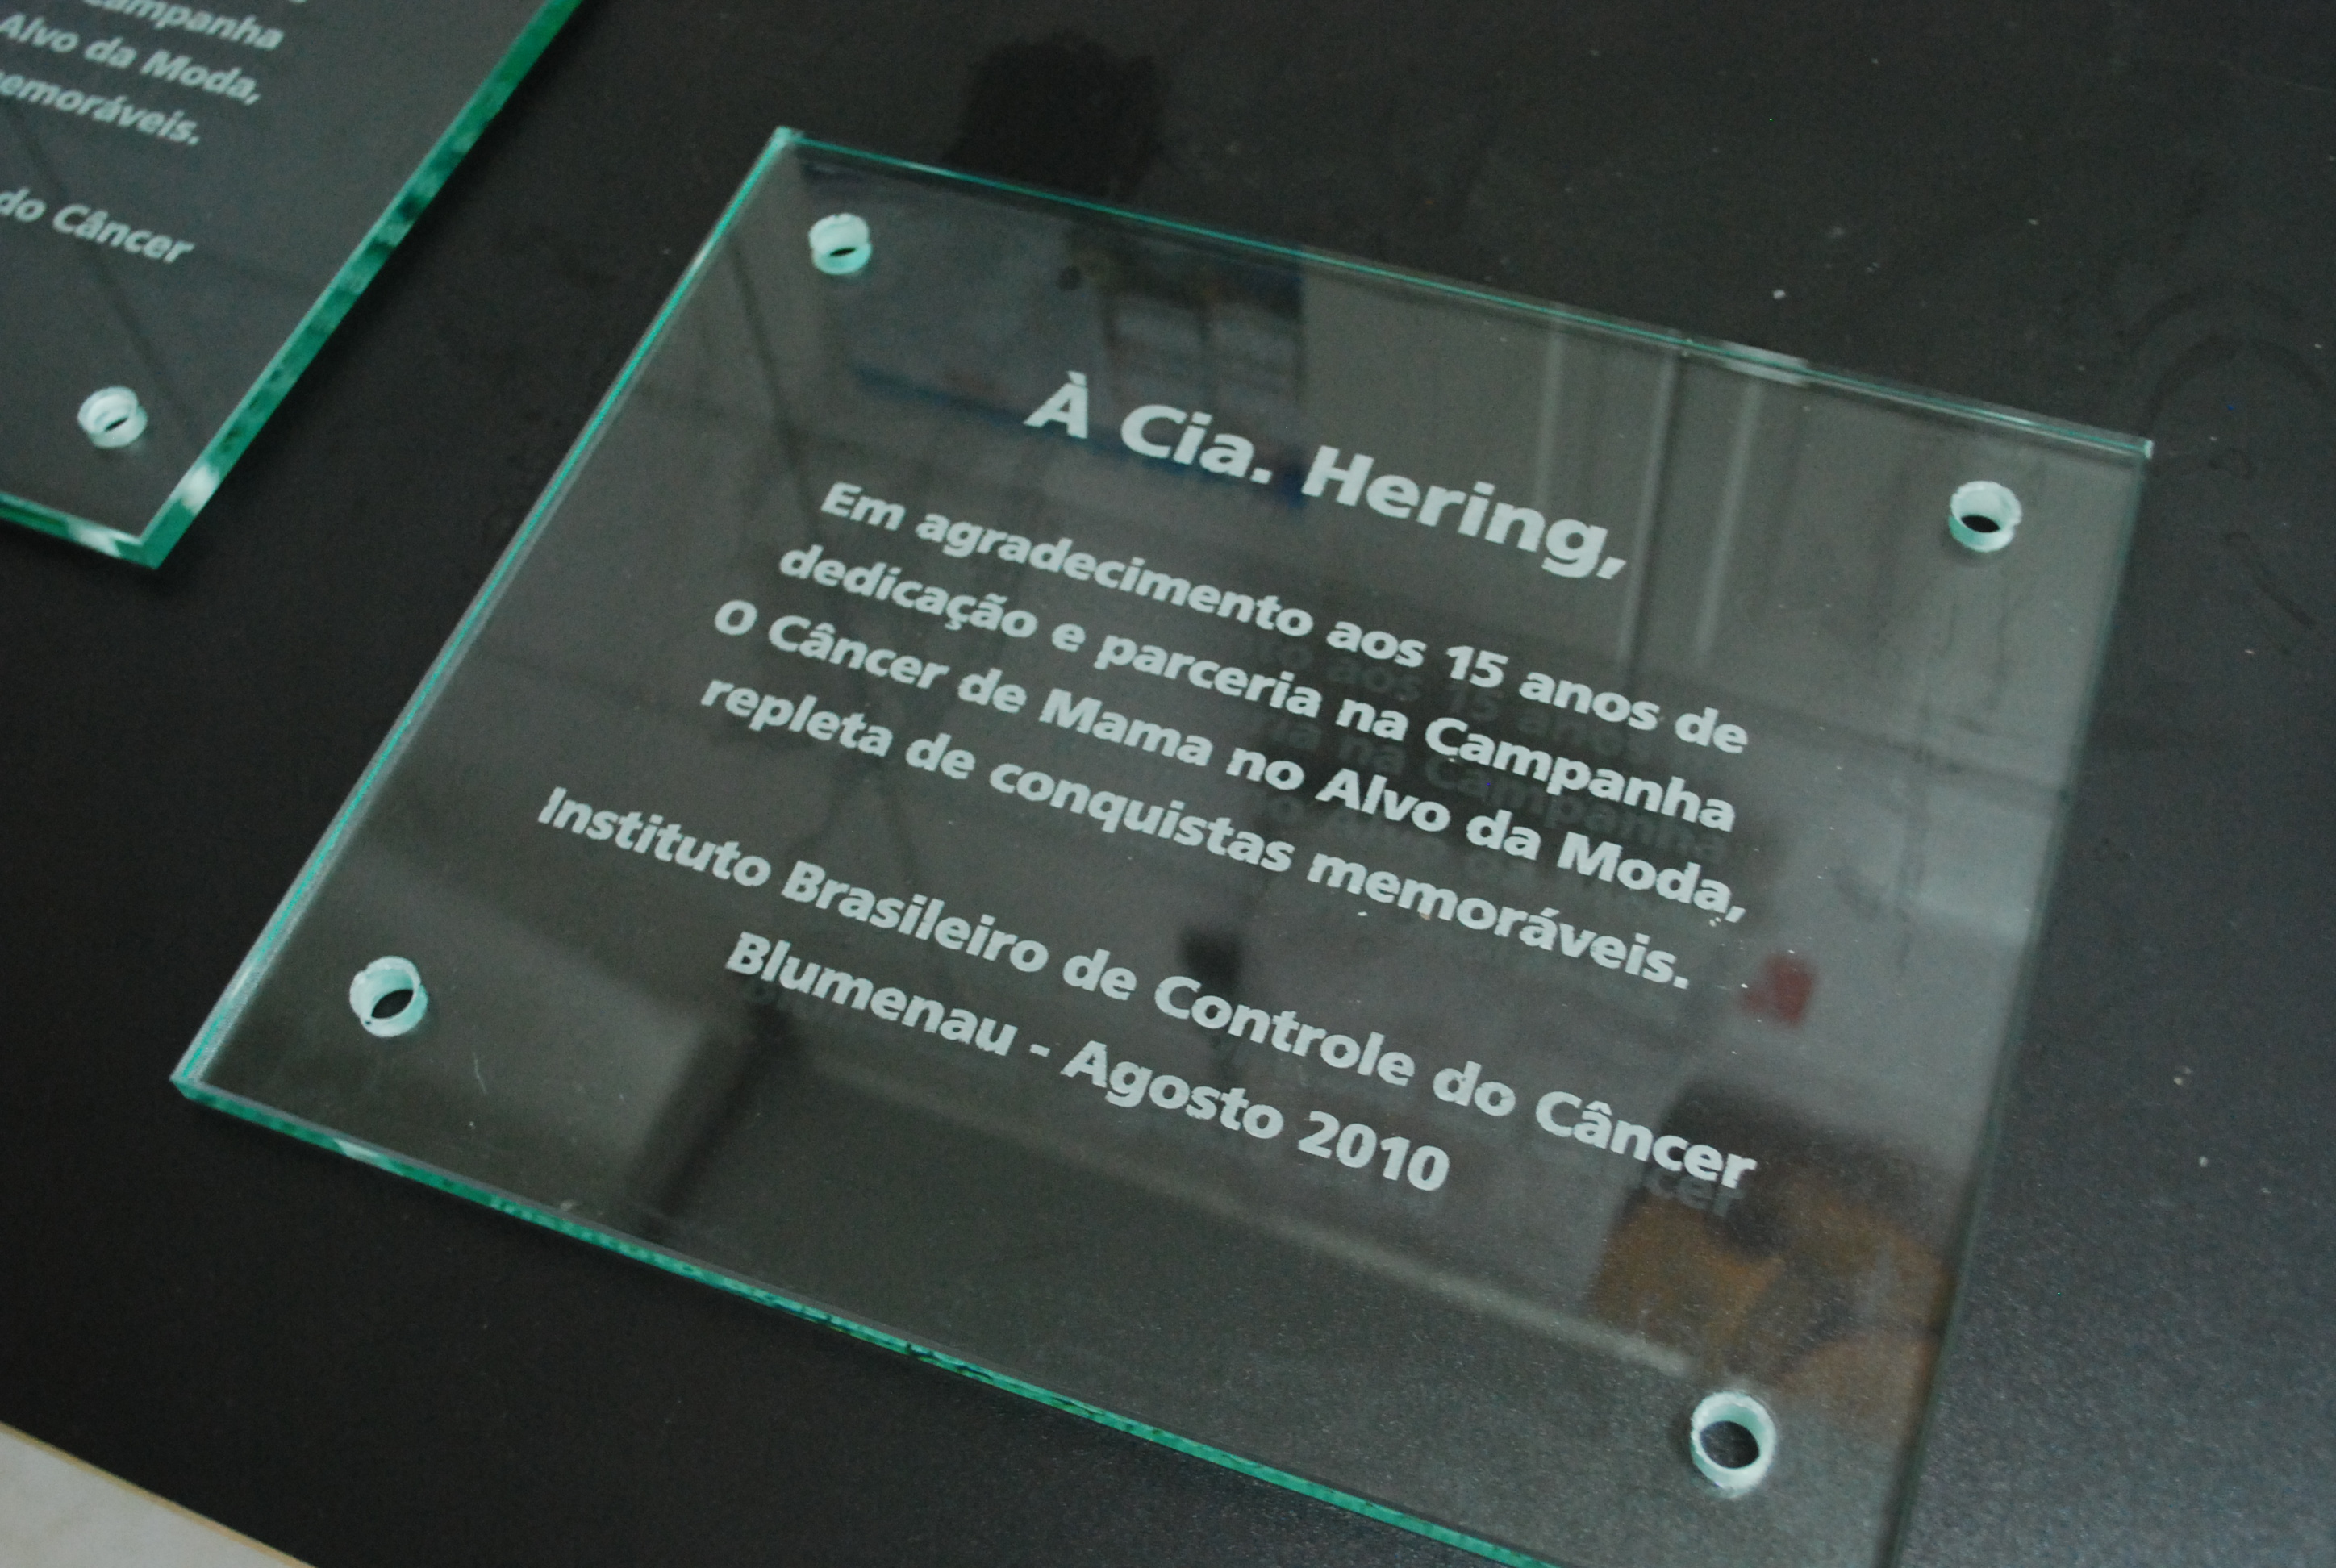 ampanha
Alvo da Moda,
emoráveis.
do Câncer
À Cia. Hering,
Em agradecimento aos 15 anos de
dedicação e parceria na Campanha
O Câncer de Mama no Alvo da Moda,
repleta de conquistas memoráveis.
Instituto Brasileiro de Controle do Câncer
Blumenau - Agosto 2010